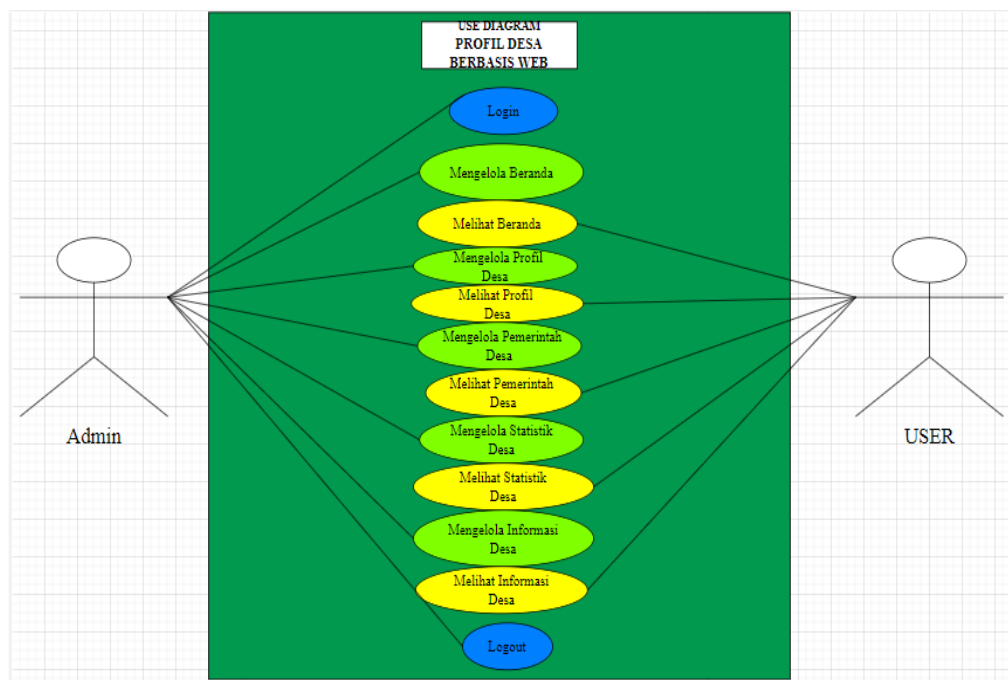 USE DIAGRAM
PROFIL DESA
BERBASIS WEB
Login
Mengelola Beranda
Melihat Beranda
Mengelola Profil
Desa
Melihat Profil
Desa
Mengelola Pemerintah
Desa
Melihat Pemerintah
Desa
Mengelola Statistik
Desa
Melihat Statistik
Desa
Mengelola Informasi
Desa
Melihat Informasi
Desa
Logout
Admin
USER